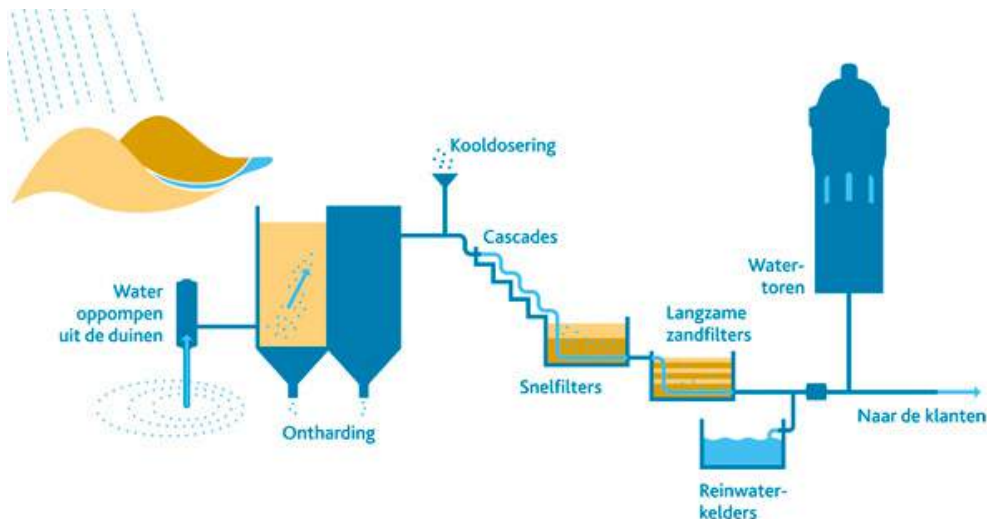 Kooldosering
Cascades
Water
oppompen
uit de duinen
Ontharding
Snelfilters
Langzame
zandfilters
Water-
toren
Naar de klanten
Reinwater-
kelders